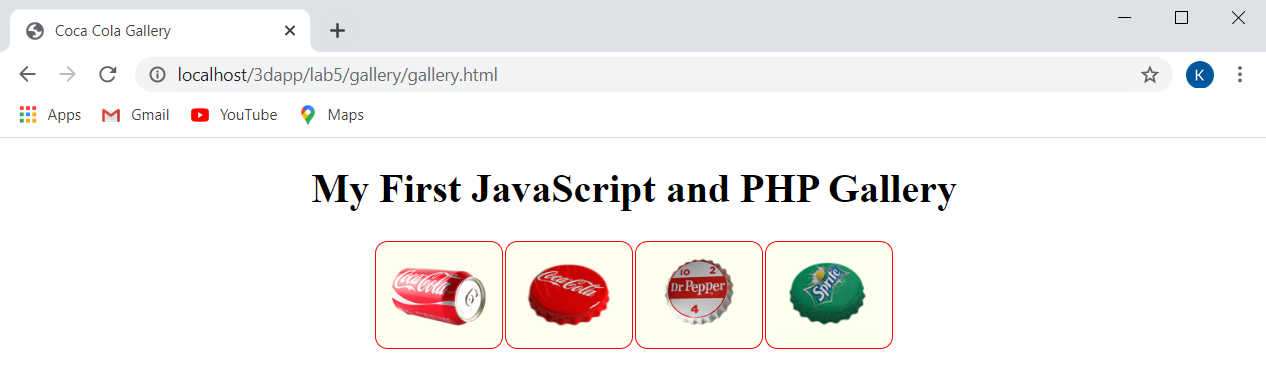 Coca Cola Gallery
localhost/3dapp/lab5/gallery/gallery.html
K
Apps Gmail YouTube Maps
My First JavaScript and PHP Gallery
Coca-Cola
Coca-Cola
10 2
Dr Pepper
4
Sprite